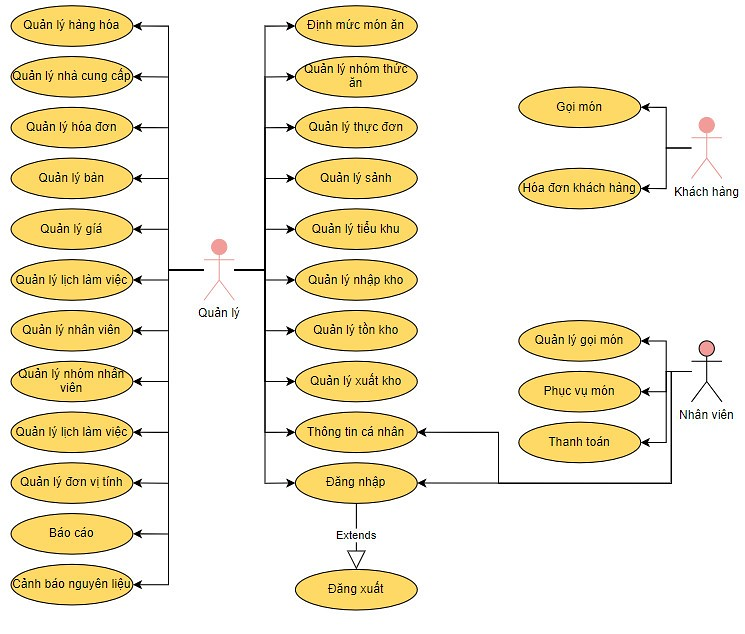 Quản lý hàng hóa
Quản lý nhà cung cấp
Quản lý hóa đơn
Quản lý bàn
Quản lý giá
Quản lý lịch làm việc
Quản lý nhân viên
Quản lý nhóm nhân
viên
Quản lý lịch làm việc
Quản lý đơn vị tính
Báo cáo
Cảnh báo nguyên liệu
Quản lý
Định mức món ăn
Quản lý nhóm thức
ăn
Quản lý thực đơn
Quản lý sảnh
Quản lý tiểu khu
Quản lý nhập kho
Quản lý tồn kho
Quản lý xuất kho
Thông tin cá nhân
Đăng nhập
Extends
Đăng xuất
Gọi món
Hóa đơn khách hàng
Khách hàng
Quản lý gọi món
Phục vụ món
Thanh toán
Nhân viên